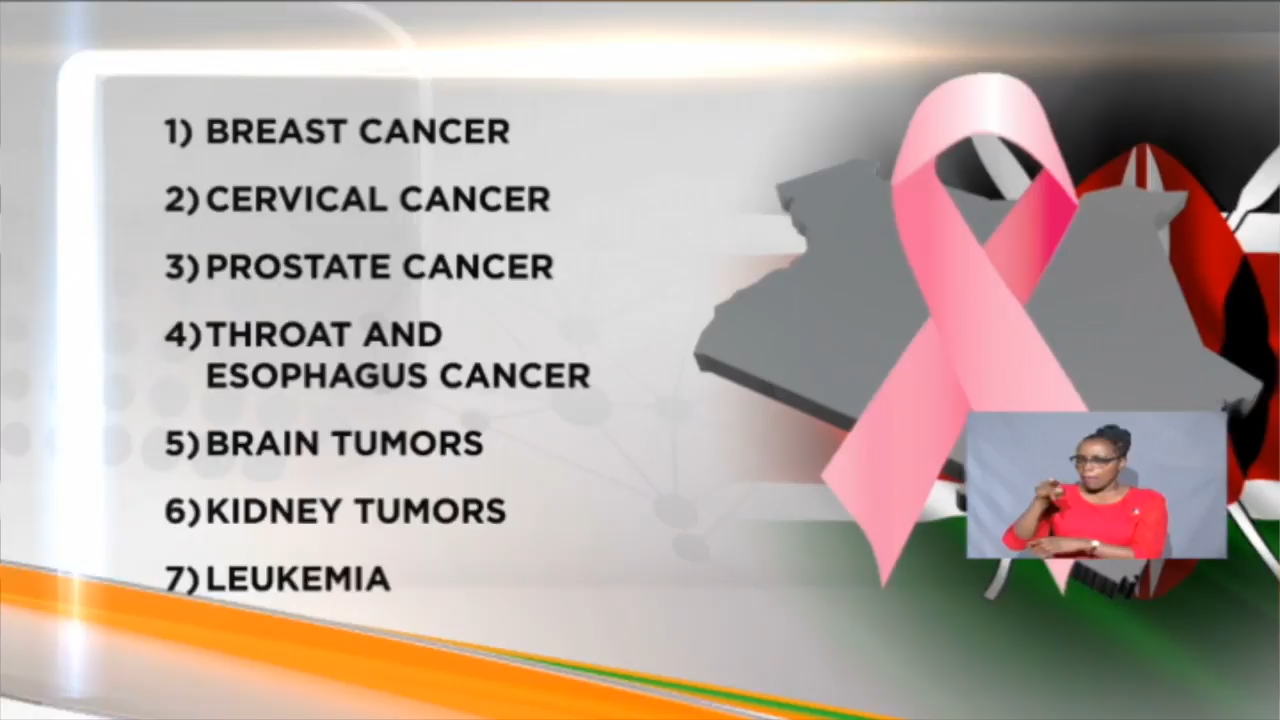 1) BREAST CANCER
2) CERVICAL CANCER
3) PROSTATE CANCER
4) THROAT AND
ESOPHAGUS CANCER
5) BRAIN TUMORS
6) KIDNEY TUMORS
7) LEUKEMIA